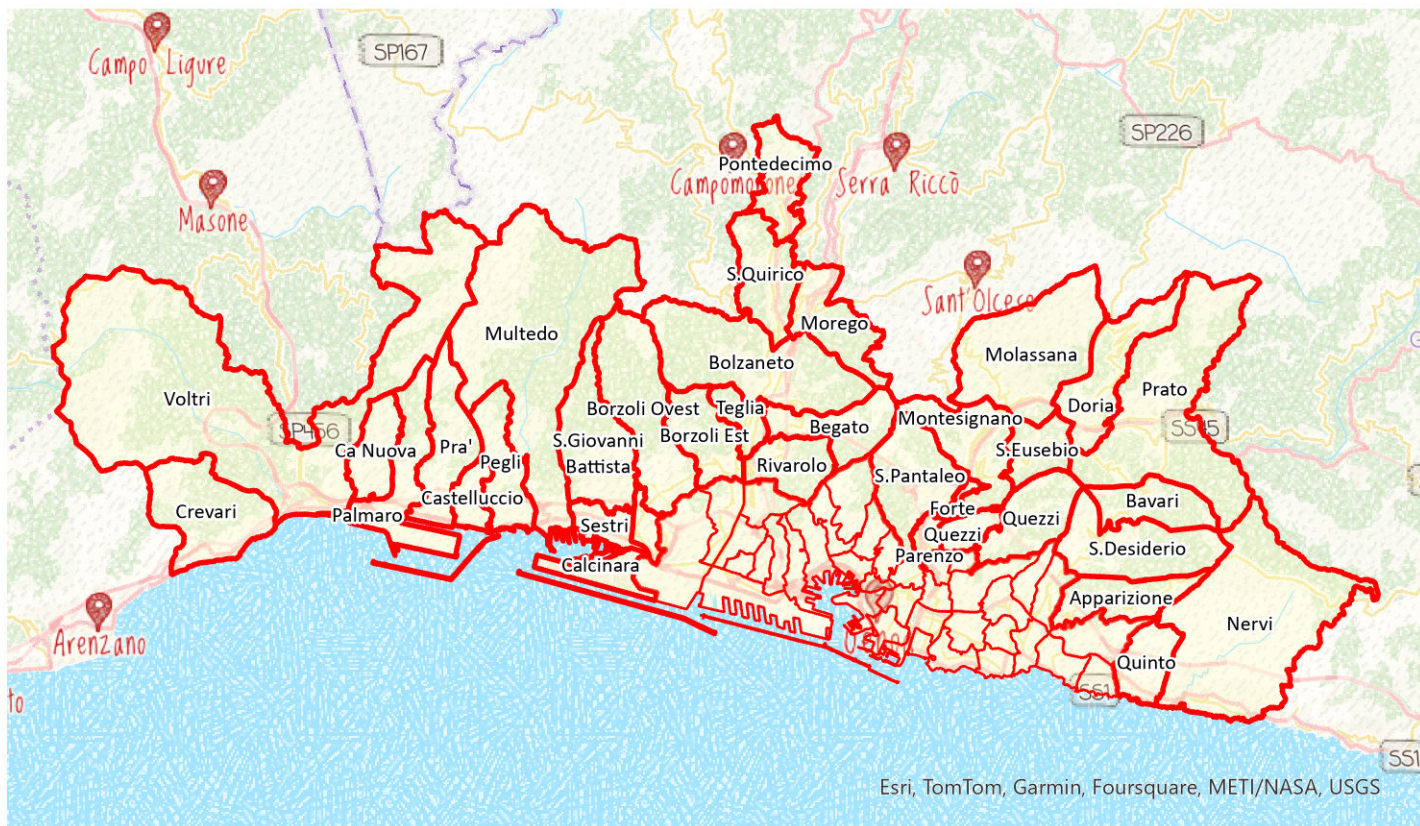 SP167
Campo Ligure
SP226
Pontedecimo
Campomorone
Serra Riccò
Masone
S.Quirico
Sant'Olcese
Morego
Multedo
Molassana
Bolzaneto
Prato
Voltri
Doria
Borzoli Ovest
Teglia
Montesignano
SP456
SS45
Begato
Borzoli Est
S.Giovanni
Battista
Ca Nuova
Pra'
S.Eusebio
Pegli
Rivarolo
S.Pantaleo
Castelluccio
Bavari
Crevari
Palmaro
Forte
Quezzi
Quezzi
Sestri
S.Desiderio
Parenzo
Calcinara
Apparizione
Nervi
Arenzano
Quinto
SS1
to
SS1
Esri, TomTom, Garmin, Foursquare, METI/NASA, USGS